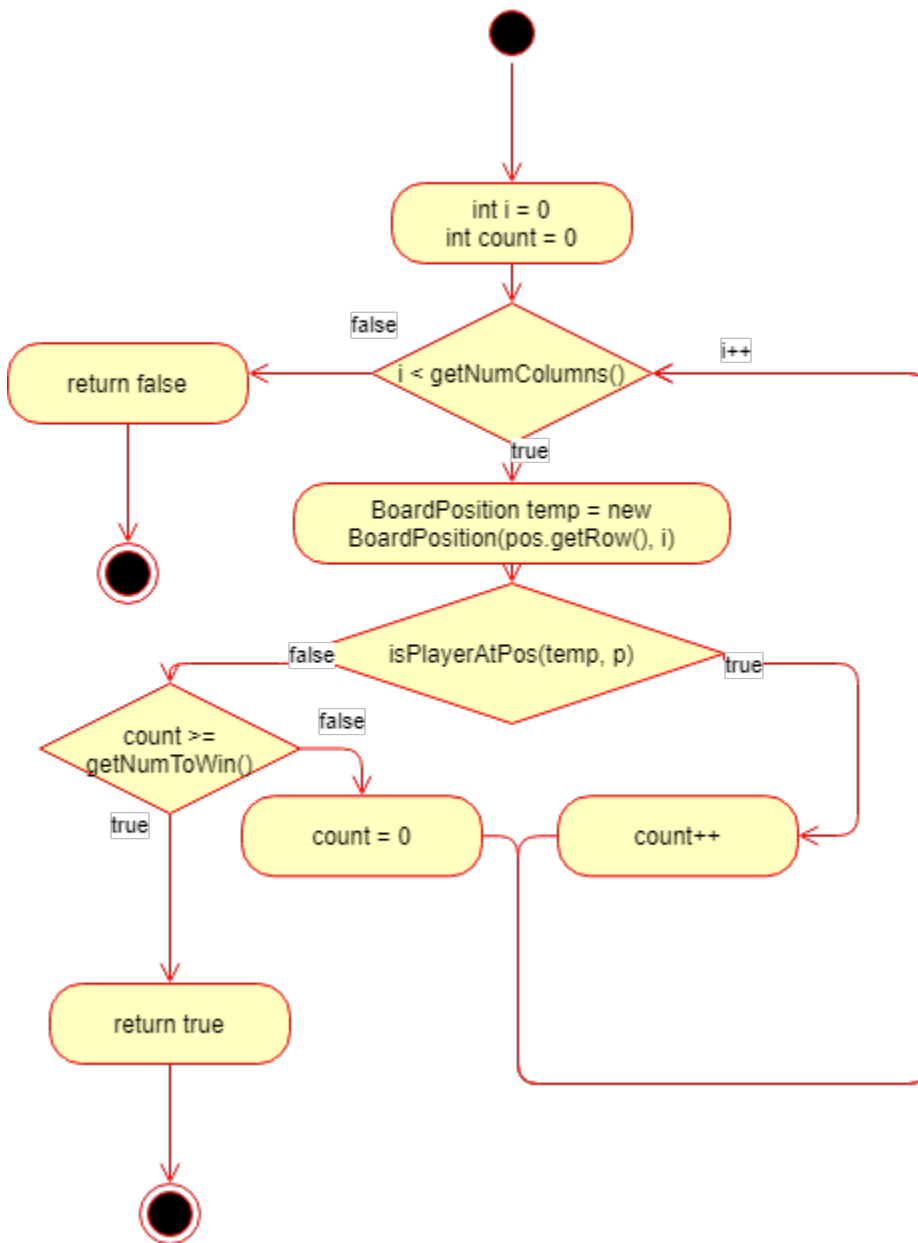 int i = 0
int count = 0
false
i++
return false
i < getNumColumns()
true
BoardPosition temp = new
BoardPosition(pos.getRow(), i)
false
isPlayerAtPos(temp, p)
true
false
count >=
getNumToWin()
true
count = 0
count++
return true